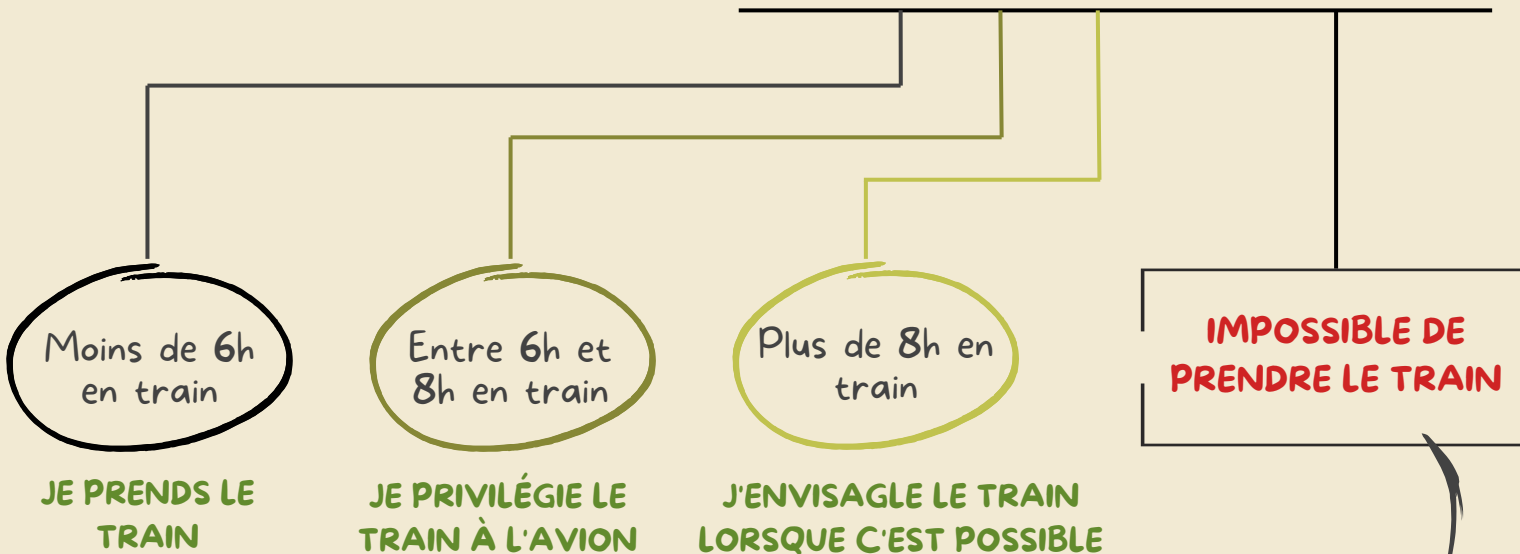 Moins de 6h
en train
JE PRENDS LE
TRAIN
Entre 6h et
8h en train
JE PRIVILÉGIE LE
TRAIN À L'AVION
Plus de 8h en
train
J'ENVISAGLE LE TRAIN
LORSQUE C'EST POSSIBLE
IMPOSSIBLE DE
PRENDRE LE TRAIN